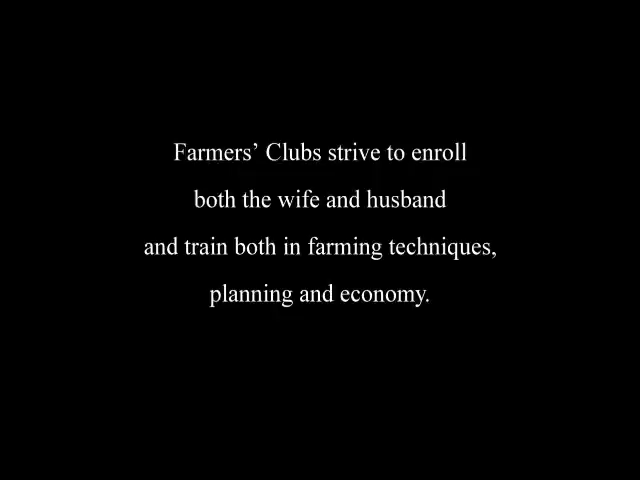 Farmers’ Clubs strive to enroll
both the wife and husband
and train both in farming techniques,
planning and economy.